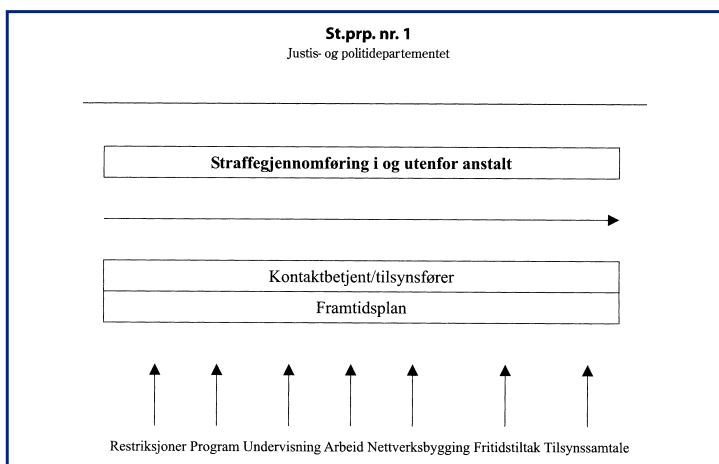 St.prp. nr. 1
Justis- og politidepartementet
Straffegjennomføring i og utenfor anstalt
Kontaktbetjent/tilsynsfører
Framtidsplan
Restriksjoner Program Undervisning Arbeid Nettverksbygging Fritidstiltak Tilsynssamtale